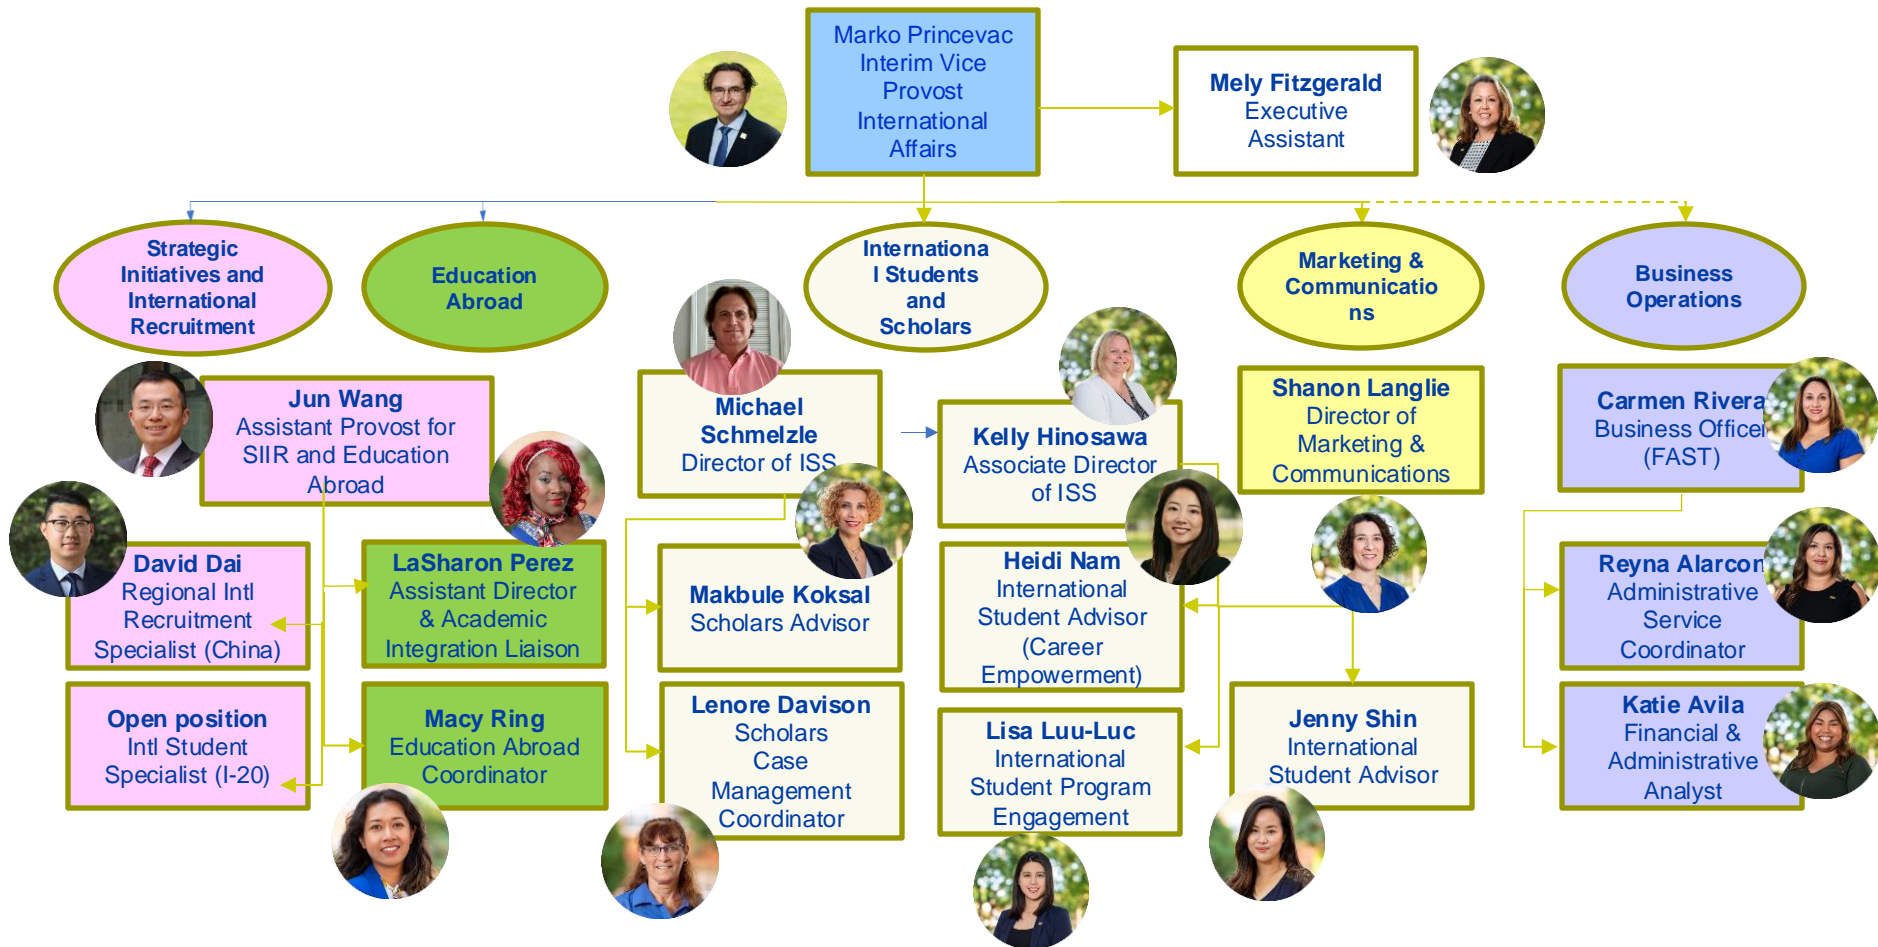 Marko Princevac
Interim Vice
Provost
International
Affairs
Mely Fitzgerald
Executive
Assistant
Strategic
Initiatives and
International
Recruitment
Education
Abroad
Internationa
l Students
and
Scholars
Marketing &
Communicatio
ns
Business
Operations
Jun Wang
Assistant Provost for
SIIR and Education
Abroad
Michael
Schmelzle
Director of ISS
Kelly Hinosawa
Associate Director
of ISS
Shanon Langlie
Director of
Marketing &
Communications
Carmen Rivera
Business Officer
(FAST)
David Dai
Regional Intl
Recruitment
Specialist (China)
LaSharon Perez
Assistant Director
& Academic
Integration Liaison
Makbule Koksal
Scholars Advisor
Heidi Nam
International
Student Advisor
(Career
Empowerment)
Reyna Alarcon
Administrative
Service
Coordinator
Open position
Intl Student
Specialist (I-20)
Macy Ring
Education Abroad
Coordinator
Lenore Davison
Scholars
Case
Management
Coordinator
Lisa Luu-Luc
International
Student Program
Engagement
Jenny Shin
International
Student Advisor
Katie Avila
Financial &
Administrative
Analyst